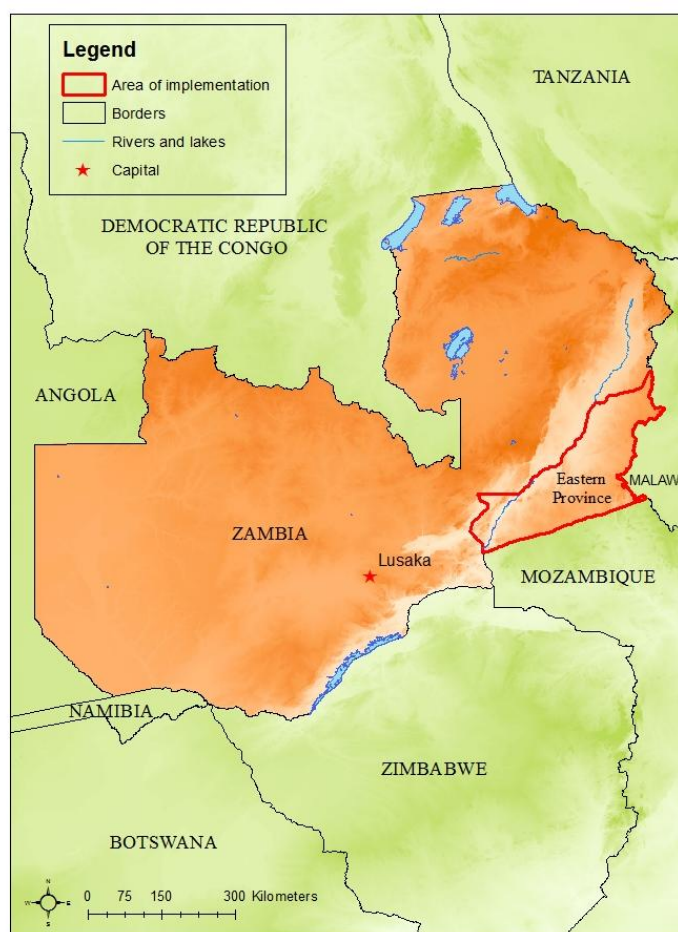 Legend
Area of implementation
Borders
Rivers and lakes
Capital
TANZANIA
DEMOCRATIC REPUBLIC
OF THE CONGO
ANGOLA
Eastern
Province
MALAW
ZAMBIA
Lusaka
MOZAMBIQUE
NAMIBIA
ZIMBABWE
BOTSWANA
N
W E
S
0 75 150 300 Kilometers